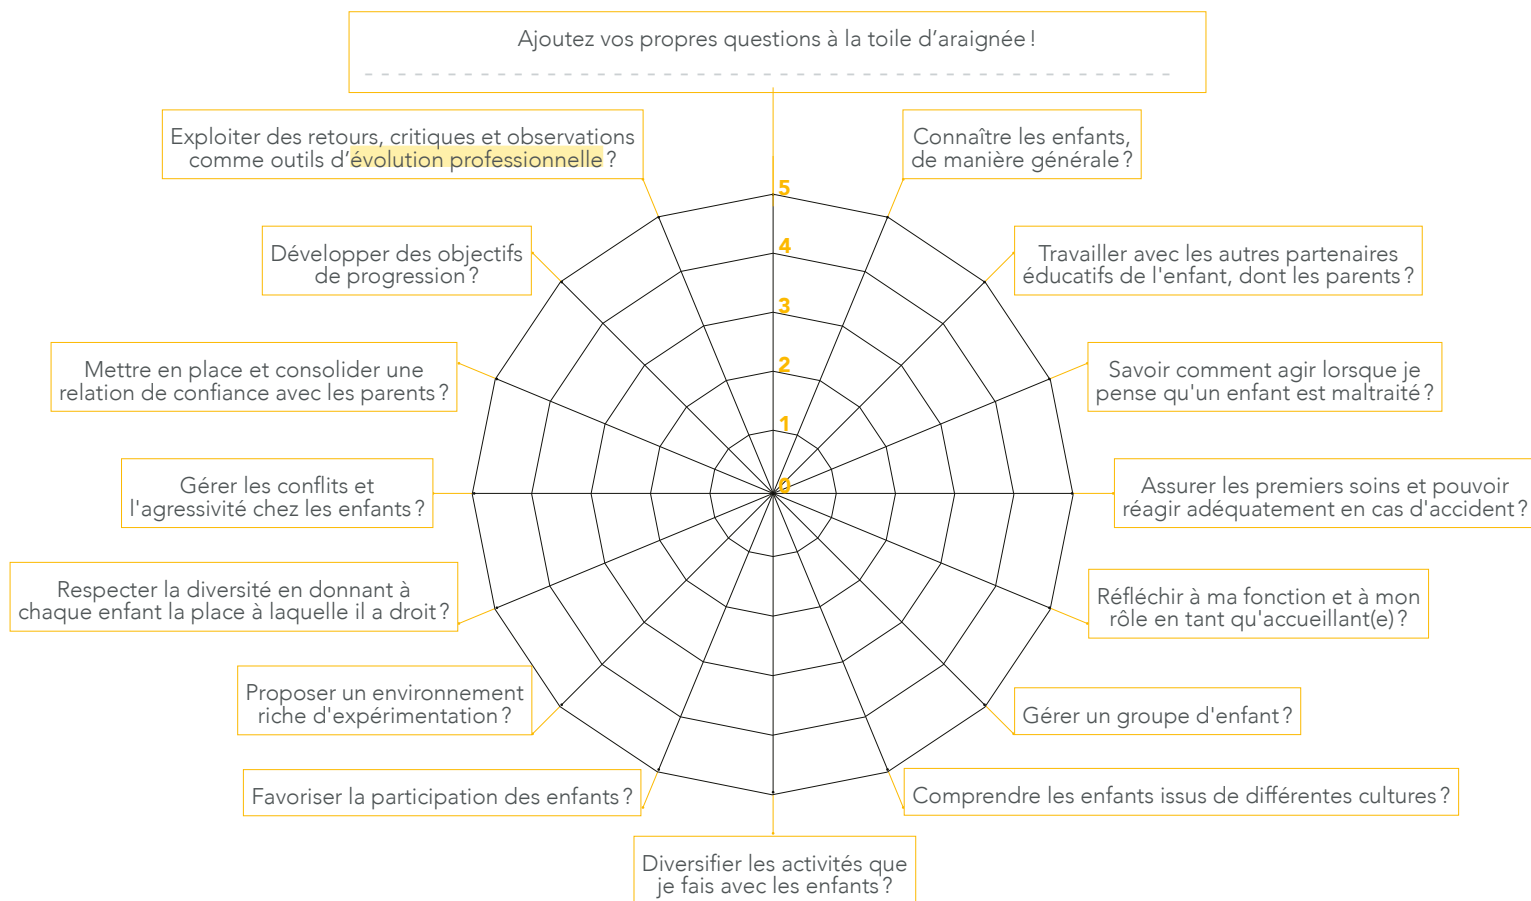 Ajoutez vos propres questions à la toile d'araignée !
Exploiter des retours, critiques et observations
comme outils d'évolution professionnelle ?
Connaître les enfants,
de manière générale ?
Développer des objectifs
de progression ?
Travailler avec les autres partenaires
éducatifs de l'enfant, dont les parents ?
Mettre en place et consolider une
relation de confiance avec les parents ?
Savoir comment agir lorsque je
pense qu'un enfant est maltraité ?
Gérer les conflits et
l'agressivité chez les enfants ?
Assurer les premiers soins et pouvoir
réagir adéquatement en cas d'accident ?
Respecter la diversité en donnant à
chaque enfant la place à laquelle il a droit ?
Réfléchir à ma fonction et à mon
rôle en tant qu'accueillant(e) ?
Proposer un environnement
riche d'expérimentation ?
Gérer un groupe d'enfant ?
Favoriser la participation des enfants ?
Comprendre les enfants issus de différentes cultures ?
Diversifier les activités que
je fais avec les enfants ?
5
4
3
2
1
0